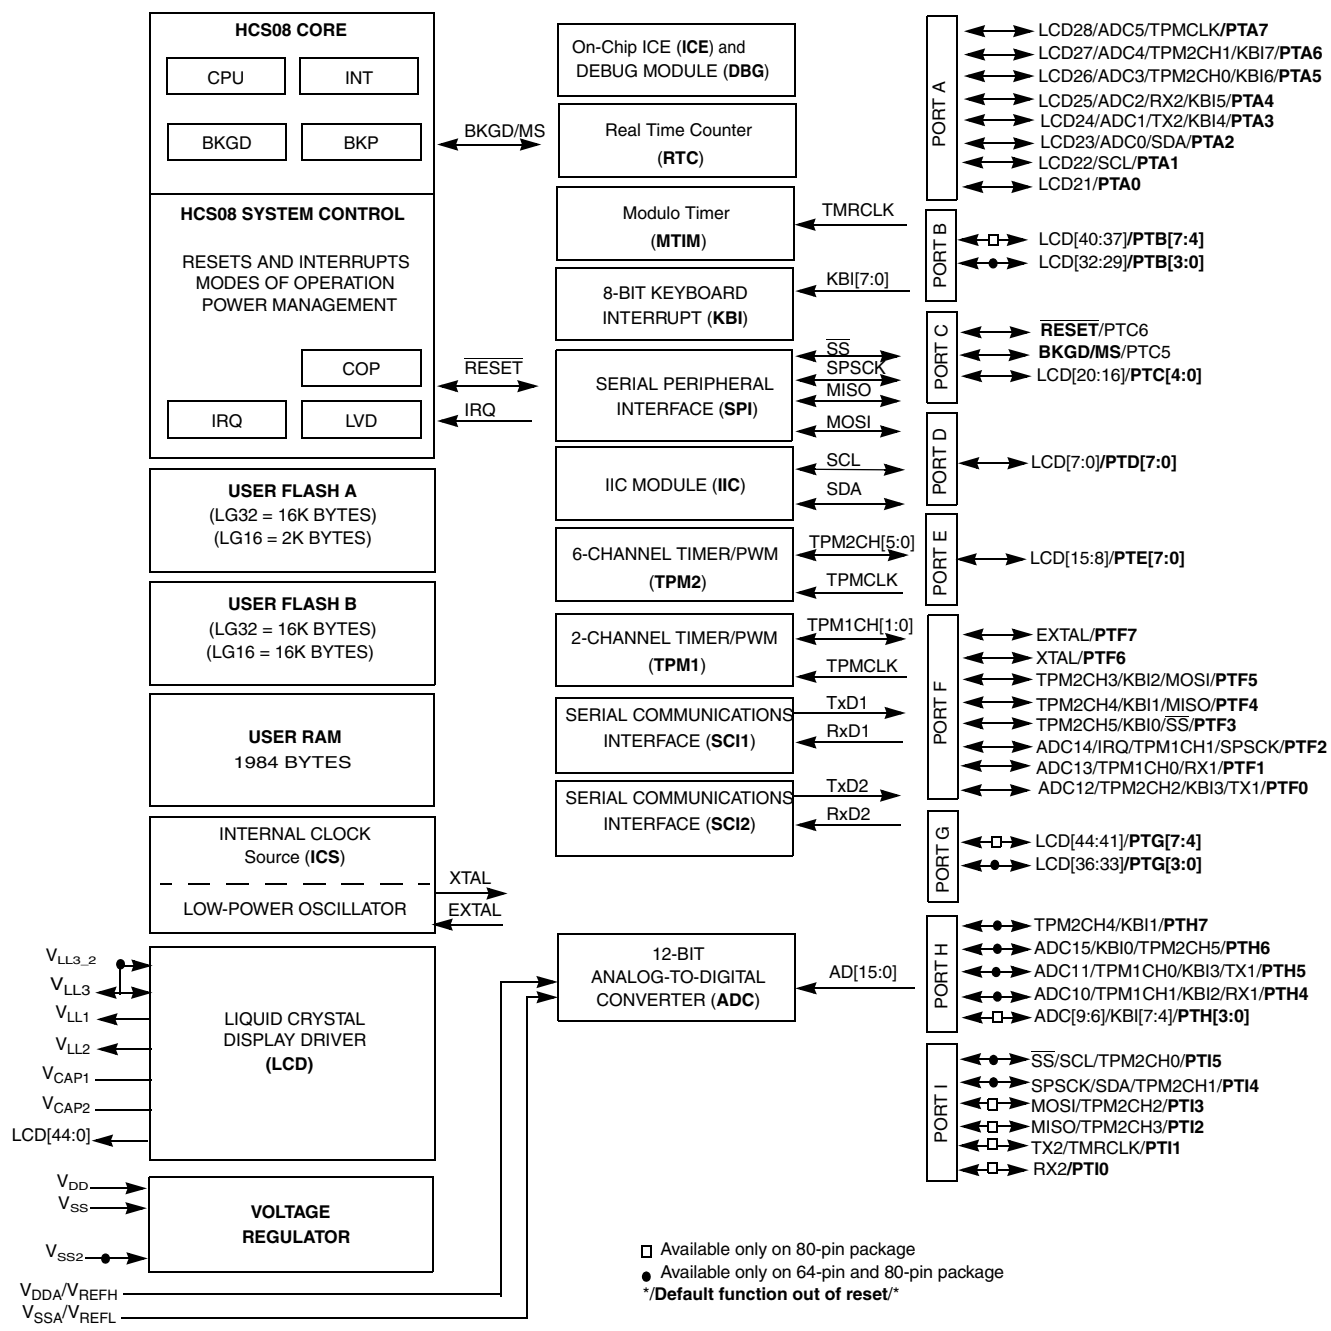 HCS08 CORE
CPU
INT
BKGD
BKP
BKGD/MS
HCS08 SYSTEM CONTROL
RESETS AND INTERRUPTS
MODES OF OPERATION
POWER MANAGEMENT
COP
IRQ
LVD
RESET
IRQ
USER FLASH A
(LG32 = 16K BYTES)
(LG16 = 2K BYTES)
USER FLASH B
(LG32 = 16K BYTES)
(LG16 = 16K BYTES)
USER RAM
1984 BYTES
INTERNAL CLOCK
Source (ICS)
LOW-POWER OSCILLATOR
XTAL
EXTAL
VLL3_2
VLL3
VLL1
VLL2
VCAP1
VCAP2
LCD[44:0]
LIQUID CRYSTAL
DISPLAY DRIVER
(LCD)
VDD
VSS
VSS2
VOLTAGE
REGULATOR
VDDA/VREFH
VSSA/VREFL
On-Chip ICE (ICE) and
DEBUG MODULE (DBG)
Real Time Counter
(RTC)
Modulo Timer
(MTIM)
TMRCLK
8-BIT KEYBOARD
INTERRUPT (KBI)
KBI[7:0]
SERIAL PERIPHERAL
INTERFACE (SPI)
SS
SPSCK
MISO
MOSI
IIC MODULE (IIC)
SCL
SDA
6-CHANNEL TIMER/PWM
(TPM2)
TPM2CH[5:0]
TPMCLK
2-CHANNEL TIMER/PWM
(TPM1)
TPM1CH[1:0]
TPMCLK
SERIAL COMMUNICATIONS
INTERFACE (SCI1)
TxD1
RxD1
SERIAL COMMUNICATIONS
INTERFACE (SCI2)
TxD2
RxD2
12-BIT
ANALOG-TO-DIGITAL
CONVERTER (ADC)
AD[15:0]
PORT A
LCD28/ADC5/TPMCLK/PTA7
LCD27/ADC4/TPM2CH1/KBI7/PTA6
LCD26/ADC3/TPM2CH0/KBI6/PTA5
LCD25/ADC2/RX2/KBI5/PTA4
LCD24/ADC1/TX2/KBI4/PTA3
LCD23/ADC0/SDA/PTA2
LCD22/SCL/PTA1
LCD21/PTA0
PORT B
LCD[40:37]/PTB[7:4]
LCD[32:29]/PTB[3:0]
PORT C
RESET/PTC6
BKGD/MS/PTC5
LCD[20:16]/PTC[4:0]
PORT D
LCD[7:0]/PTD[7:0]
PORT E
LCD[15:8]/PTE[7:0]
PORT F
EXTAL/PTF7
XTAL/PTF6
TPM2CH3/KBI2/MOSI/PTF5
TPM2CH4/KBI1/MISO/PTF4
TPM2CH5/KBI0/SS/PTF3
ADC14/IRQ/TPM1CH1/SPSCK/PTF2
ADC13/TPM1CH0/RX1/PTF1
ADC12/TPM2CH2/KBI3/TX1/PTF0
PORT G
LCD[44:41]/PTG[7:4]
LCD[36:33]/PTG[3:0]
PORT H
TPM2CH4/KBI1/PTH7
ADC15/KBI0/TPM2CH5/PTH6
ADC11/TPM1CH0/KBI3/TX1/PTH5
ADC10/TPM1CH1/KBI2/RX1/PTH4
ADC[9:6]/KBI[7:4]/PTH[3:0]
PORT I
SS/SCL/TPM2CH0/PTI5
SPSCK/SDA/TPM2CH1/PTI4
MOSI/TPM2CH2/PTI3
MISO/TPM2CH3/PTI2
TX2/TMRCLK/PTI1
RX2/PTI0
Available only on 80-pin package
Available only on 64-pin and 80-pin package
*/Default function out of reset/*